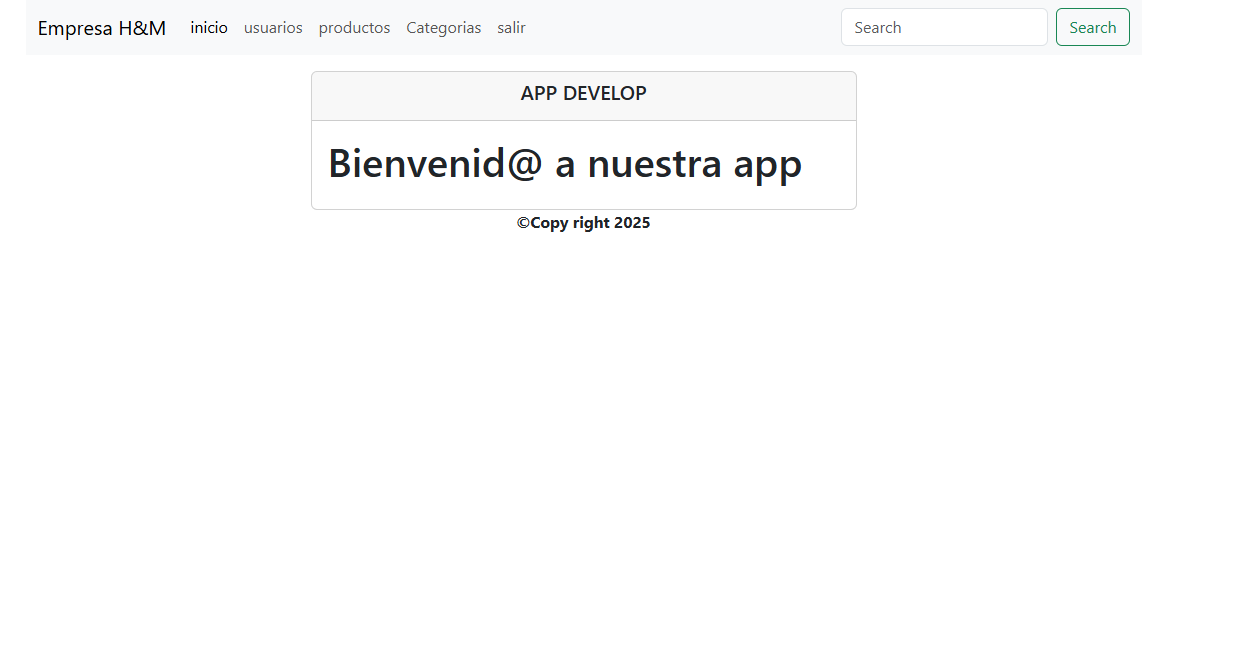 Empresa H&M inicio usuarios productos Categorias salir Search Search
APP DEVELOP
Bienvenid@ a nuestra app
©Copy right 2025